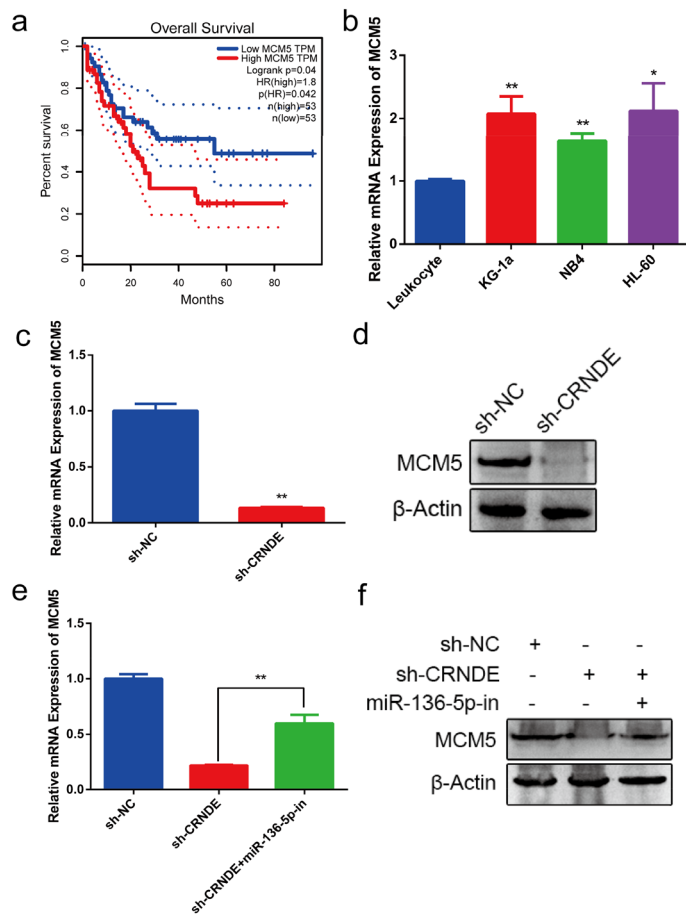 a
Overall Survival
Low MCM5 TPM
High MCM5 TPM
Logrank p=0.04
HR(high)=1.8
p(HR)=0.042
n(high)=53
n(low)=53
Percent survival
1.0
0.8
0.6
0.4
0.2
0.0
0 20 40 60 80
Months
b
Relative mRNA Expression of MCM5
3
2
1
0
** ** *
Leukocyte KG-1a NB4 HL-60
c
Relative mRNA Expression of MCM5
1.5
1.0
0.5
0.0
**
sh-NC sh-CRNDE
d
sh-NC sh-CRNDE
MCM5
β-Actin
e
Relative mRNA Expression of MCM5
1.5
1.0
0.5
0.0
**
sh-NC sh-CRNDE sh-CRNDE+miR-136-5p-in
f
sh-NC + - -
sh-CRNDE - + +
miR-136-5p-in - - +
MCM5
β-Actin